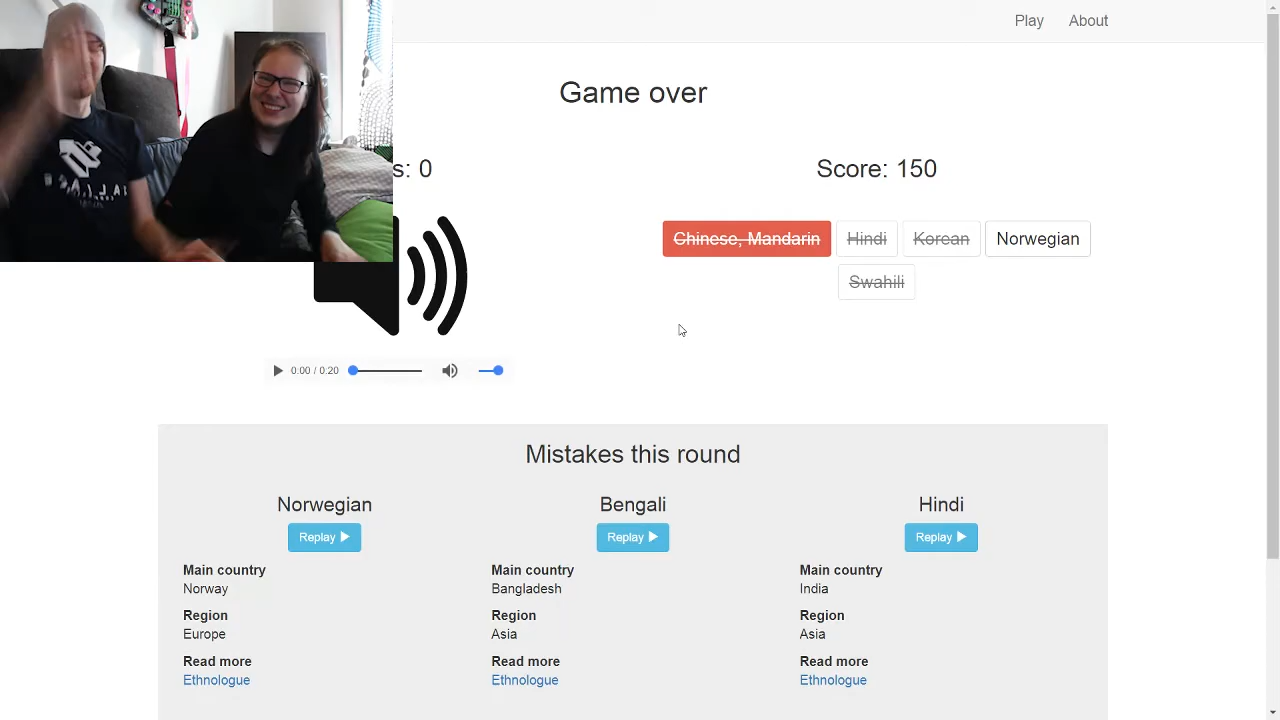 Play About
Game over
s: 0
Score: 150
Chinese, Mandarin Hindi Korean Norwegian
Swahili
0:00 / 0:20
Mistakes this round
Norwegian Bengali Hindi
Replay Replay Replay
Main country Main country Main country
Norway Bangladesh India
Region Region Region
Europe Asia Asia
Read more Read more Read more
Ethnologue Ethnologue Ethnologue